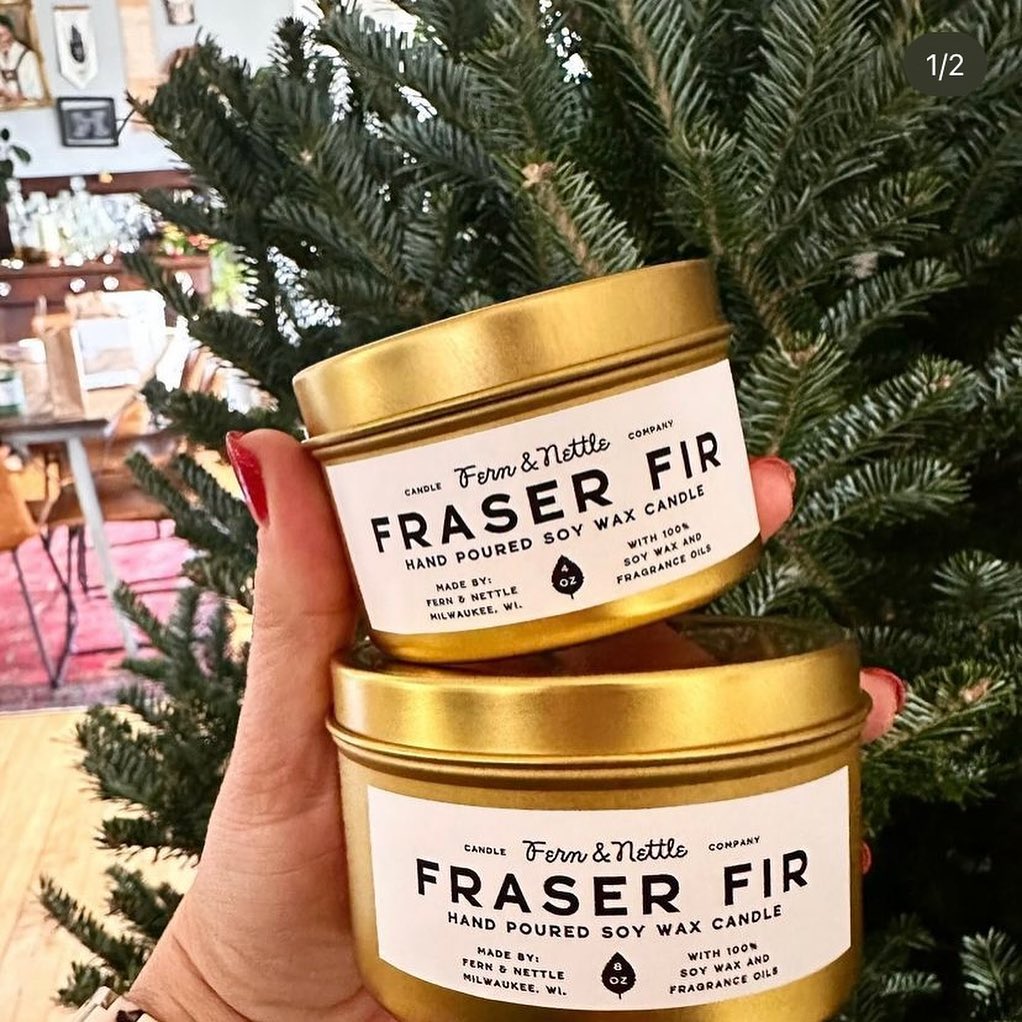 1/2
CANDLE Fern & Nettle COMPANY
FRASER FIR
HAND POURED SOY WAX CANDLE
MADE BY:
FERN & NETTLE
MILWAUKEE, WI.
4
OZ
WITH 100%
SOY WAX AND
FRAGRANCE OILS
CANDLE Fern & Nettle COMPANY
FRASER FIR
HAND POURED SOY WAX CANDLE
MADE BY:
FERN & NETTLE
MILWAUKEE, WI.
8
OZ
WITH 100%
SOY WAX AND
FRAGRANCE OILS